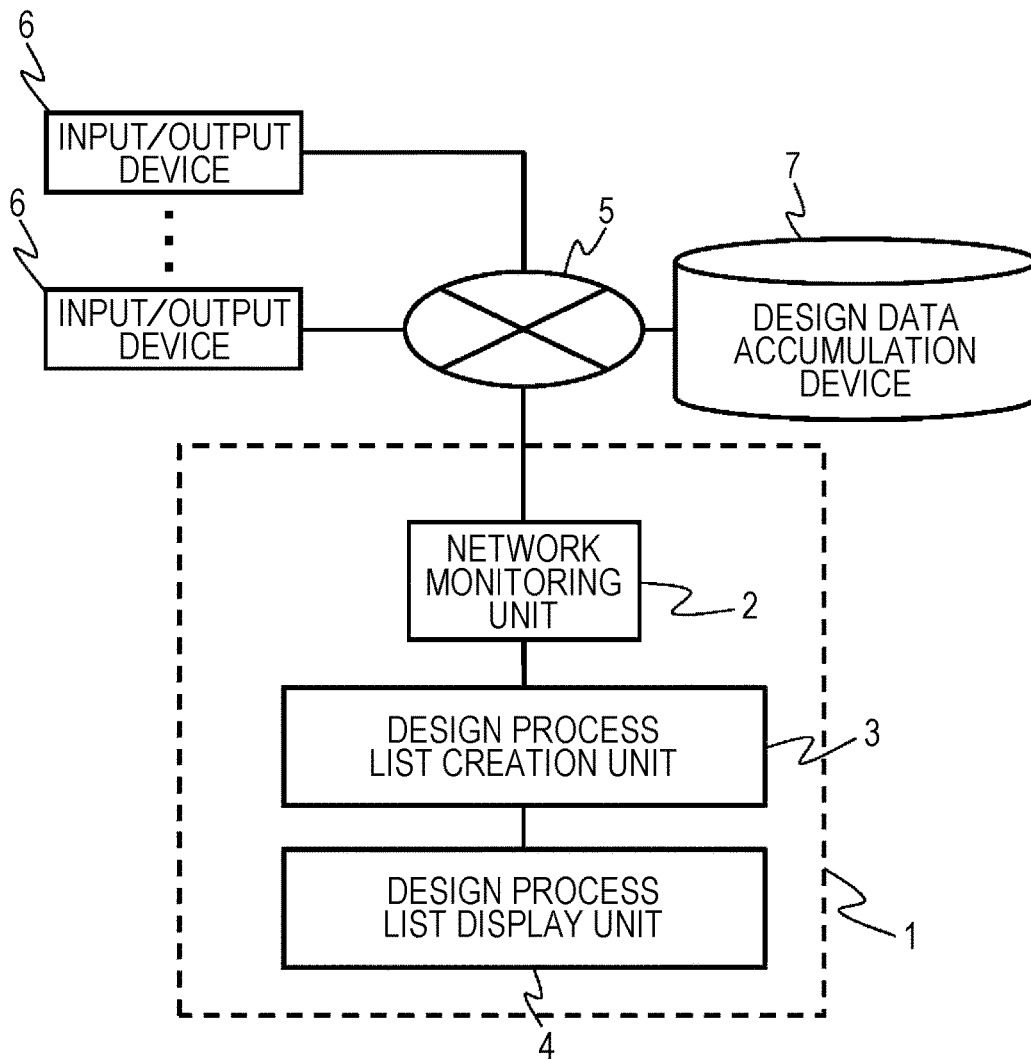 6
INPUT/OUTPUT
DEVICE
6
INPUT/OUTPUT
DEVICE
5
7
DESIGN DATA
ACCUMULATION
DEVICE
NETWORK
MONITORING
UNIT
2
DESIGN PROCESS
LIST CREATION UNIT
3
DESIGN PROCESS
LIST DISPLAY UNIT
1
4